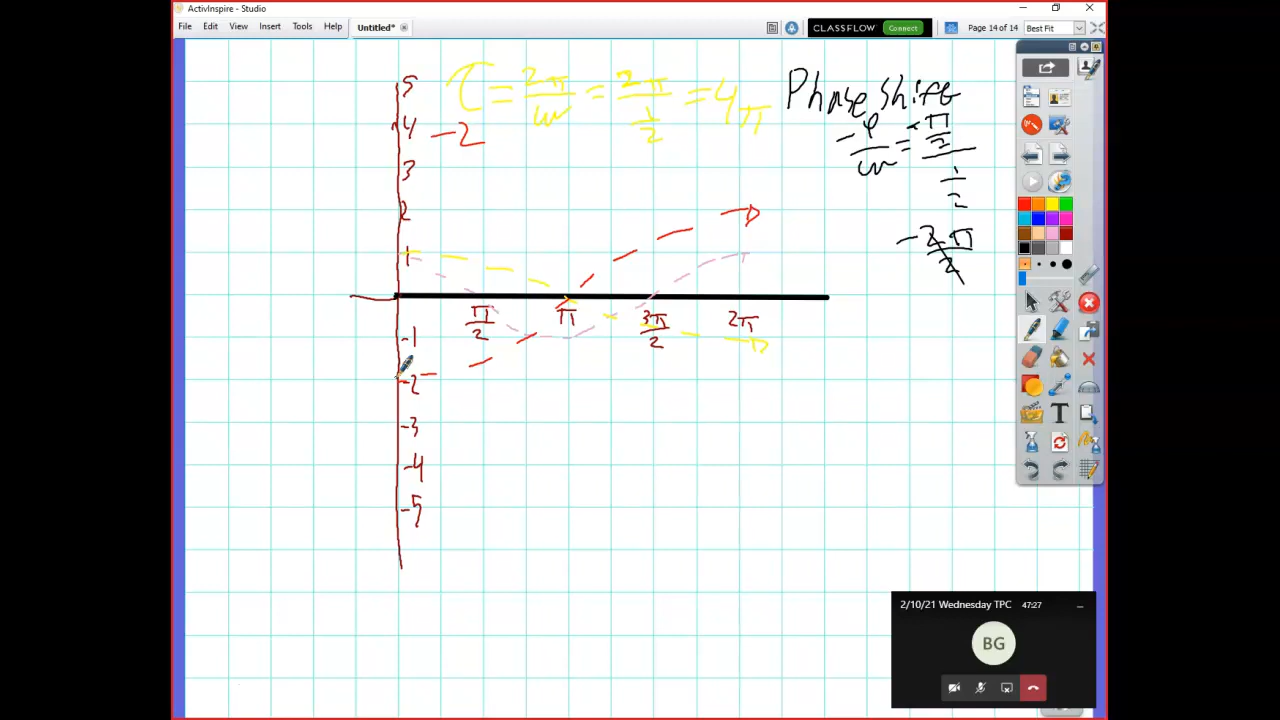 ActivInspire - Studio
File Edit View Insert Tools Help Untitled*
CLASSFLOW Connect
Page 14 of 14 Best Fit
5
4
3
2
1
-1
-2
-3
-4
-5
τ = 2π/ω = 2π/(1/2) = 4π
-2
Phase Shift
-φ/ω = -(π/2)/(1/2)
-2π/2
π/2 π 3π/2 2π
T
2/10/21 Wednesday TPC 47:27
BG